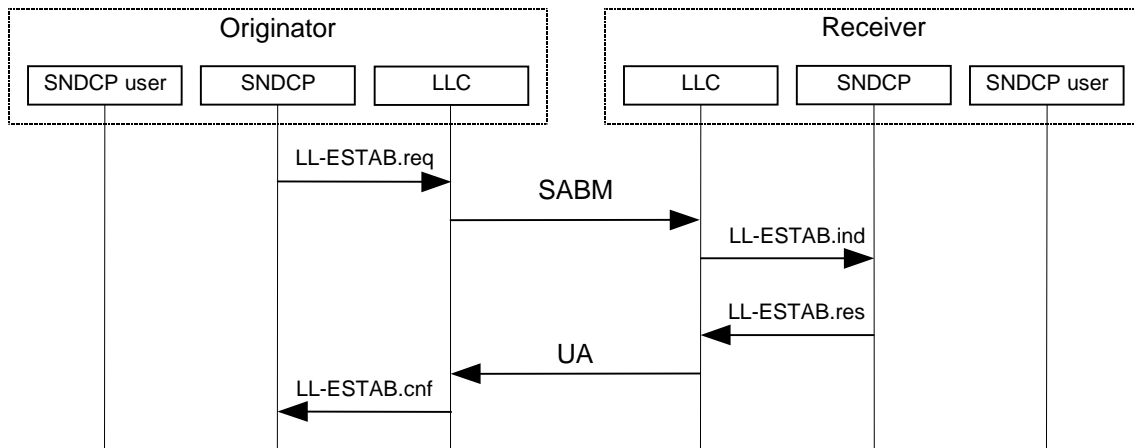 Originator
Receiver
SNDCP user
SNDCP
LLC
LLC
SNDCP
SNDCP user
LL-ESTAB.req
SABM
LL-ESTAB.ind
LL-ESTAB.res
UA
LL-ESTAB.cnf